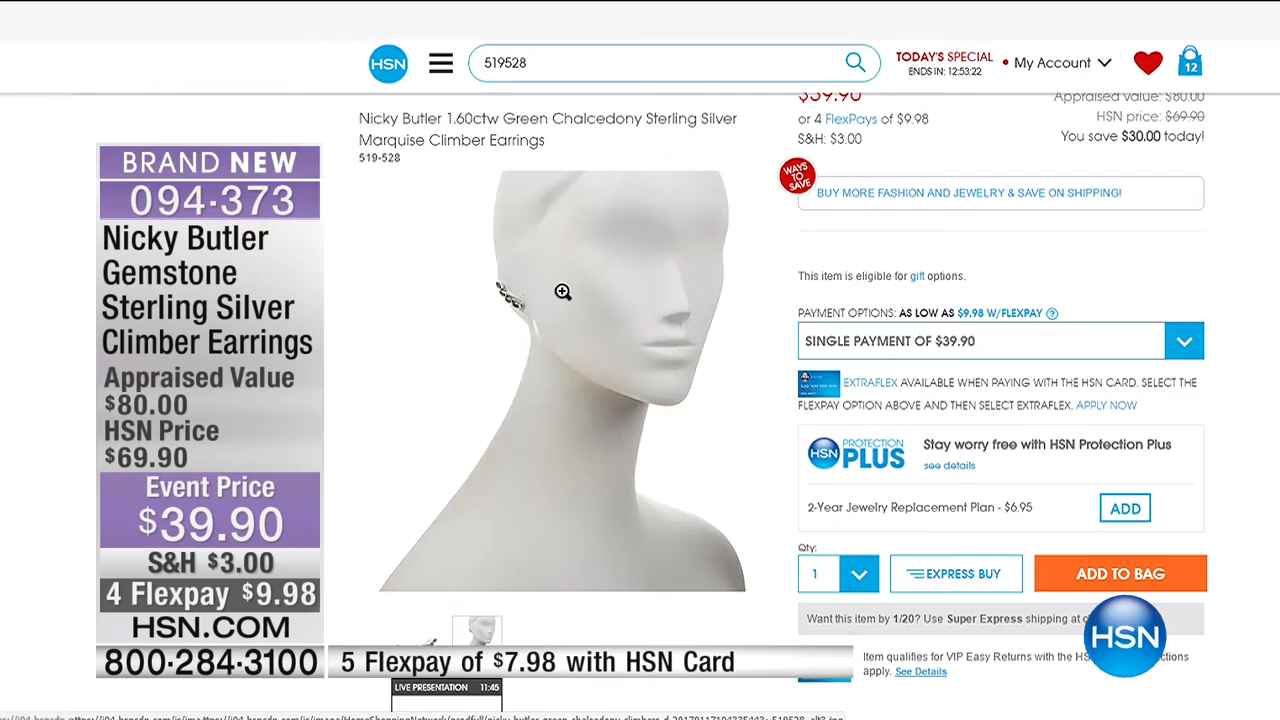 HSN
519528
TODAY'S SPECIAL
ENDS IN: 12:53:22
My Account
12
Nicky Butler 1.60ctw Green Chalcedony Sterling Silver
Marquise Climber Earrings
519-528
$39.90
Appraised value: $80.00
or 4 FlexPays of $9.98
HSN price: $69.90
S&H: $3.00
You save $30.00 today!
WAYS
TO
SAVE
BUY MORE FASHION AND JEWELRY & SAVE ON SHIPPING!
This item is eligible for gift options.
PAYMENT OPTIONS: AS LOW AS $9.98 W/FLEXPAY ?
SINGLE PAYMENT OF $39.90
EXTRAFLEX AVAILABLE WHEN PAYING WITH THE HSN CARD. SELECT THE
FLEXPAY OPTION ABOVE AND THEN SELECT EXTRAFLEX. APPLY NOW
HSN PROTECTION
PLUS
Stay worry free with HSN Protection Plus
see details
2-Year Jewelry Replacement Plan - $6.95
ADD
Qty:
1
EXPRESS BUY
ADD TO BAG
Want this item by 1/20? Use Super Express shipping at
HSN
Item qualifies for VIP Easy Returns with the
apply. See Details
BRAND NEW
094-373
Nicky Butler
Gemstone
Sterling Silver
Climber Earrings
Appraised Value
$80.00
HSN Price
$69.90
Event Price
$39.90
S&H $3.00
4 Flexpay $9.98
HSN.COM
800-284-3100
5 Flexpay of $7.98 with HSN Card
LIVE PRESENTATION 11:45